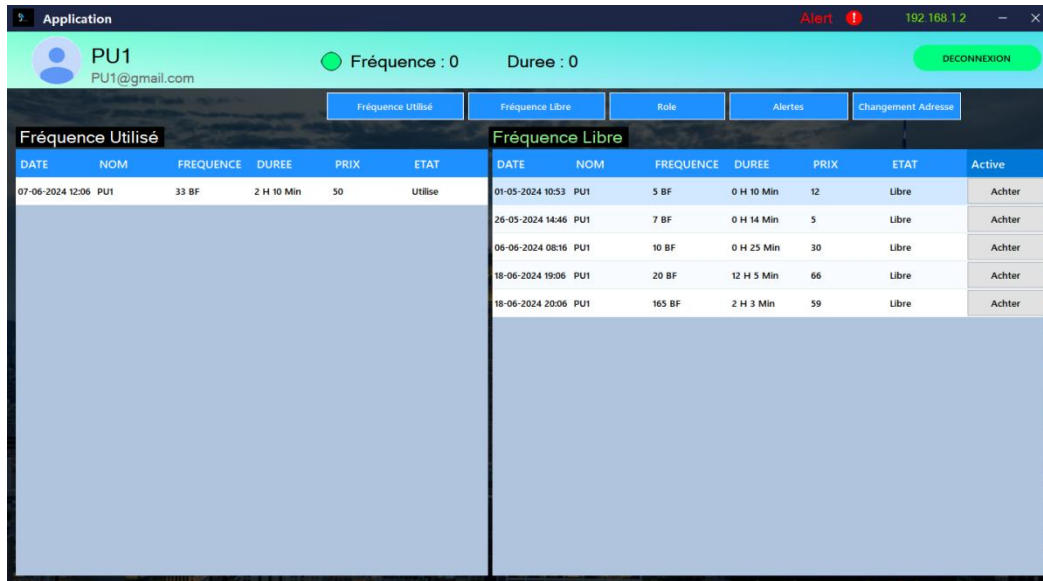 Application Alert 192.168.1.2
PU1
PU1@gmail.com
Fréquence : 0 Duree : 0
DECONNEXION
Fréquence Utilisé Fréquence Libre Role Alertes Changement Adresse
Fréquence Utilisé
DATE NOM FREQUENCE DUREE PRIX ETAT
07-06-2024 12:06 PU1 33 BF 2 H 10 Min 50 Utilise
Fréquence Libre
DATE NOM FREQUENCE DUREE PRIX ETAT Active
01-05-2024 10:53 PU1 5 BF 0 H 10 Min 12 Libre Achter
26-05-2024 14:46 PU1 7 BF 0 H 14 Min 5 Libre Achter
06-06-2024 08:16 PU1 10 BF 0 H 25 Min 30 Libre Achter
18-06-2024 19:06 PU1 20 BF 12 H 5 Min 66 Libre Achter
18-06-2024 20:06 PU1 165 BF 2 H 3 Min 59 Libre Achter